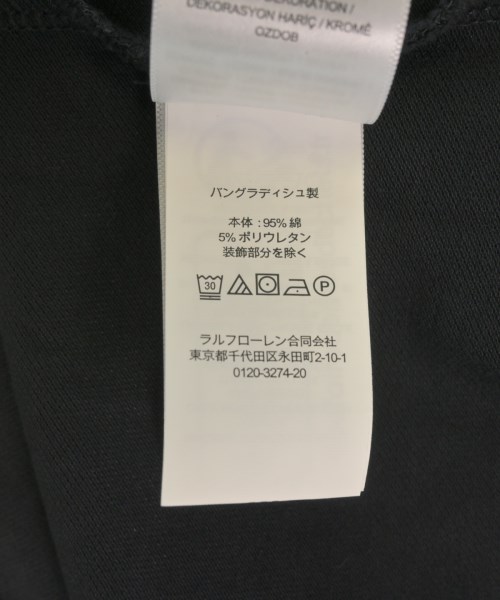 DEKORATION /
DEKORASYON HARİÇ / KROMĚ
OZDOB
バングラディシュ製
本体 : 95% 綿
5% ポリウレタン
装飾部分を除く
30 P
ラルフローレン合同会社
東京都千代田区永田町2-10-1
0120-3274-20